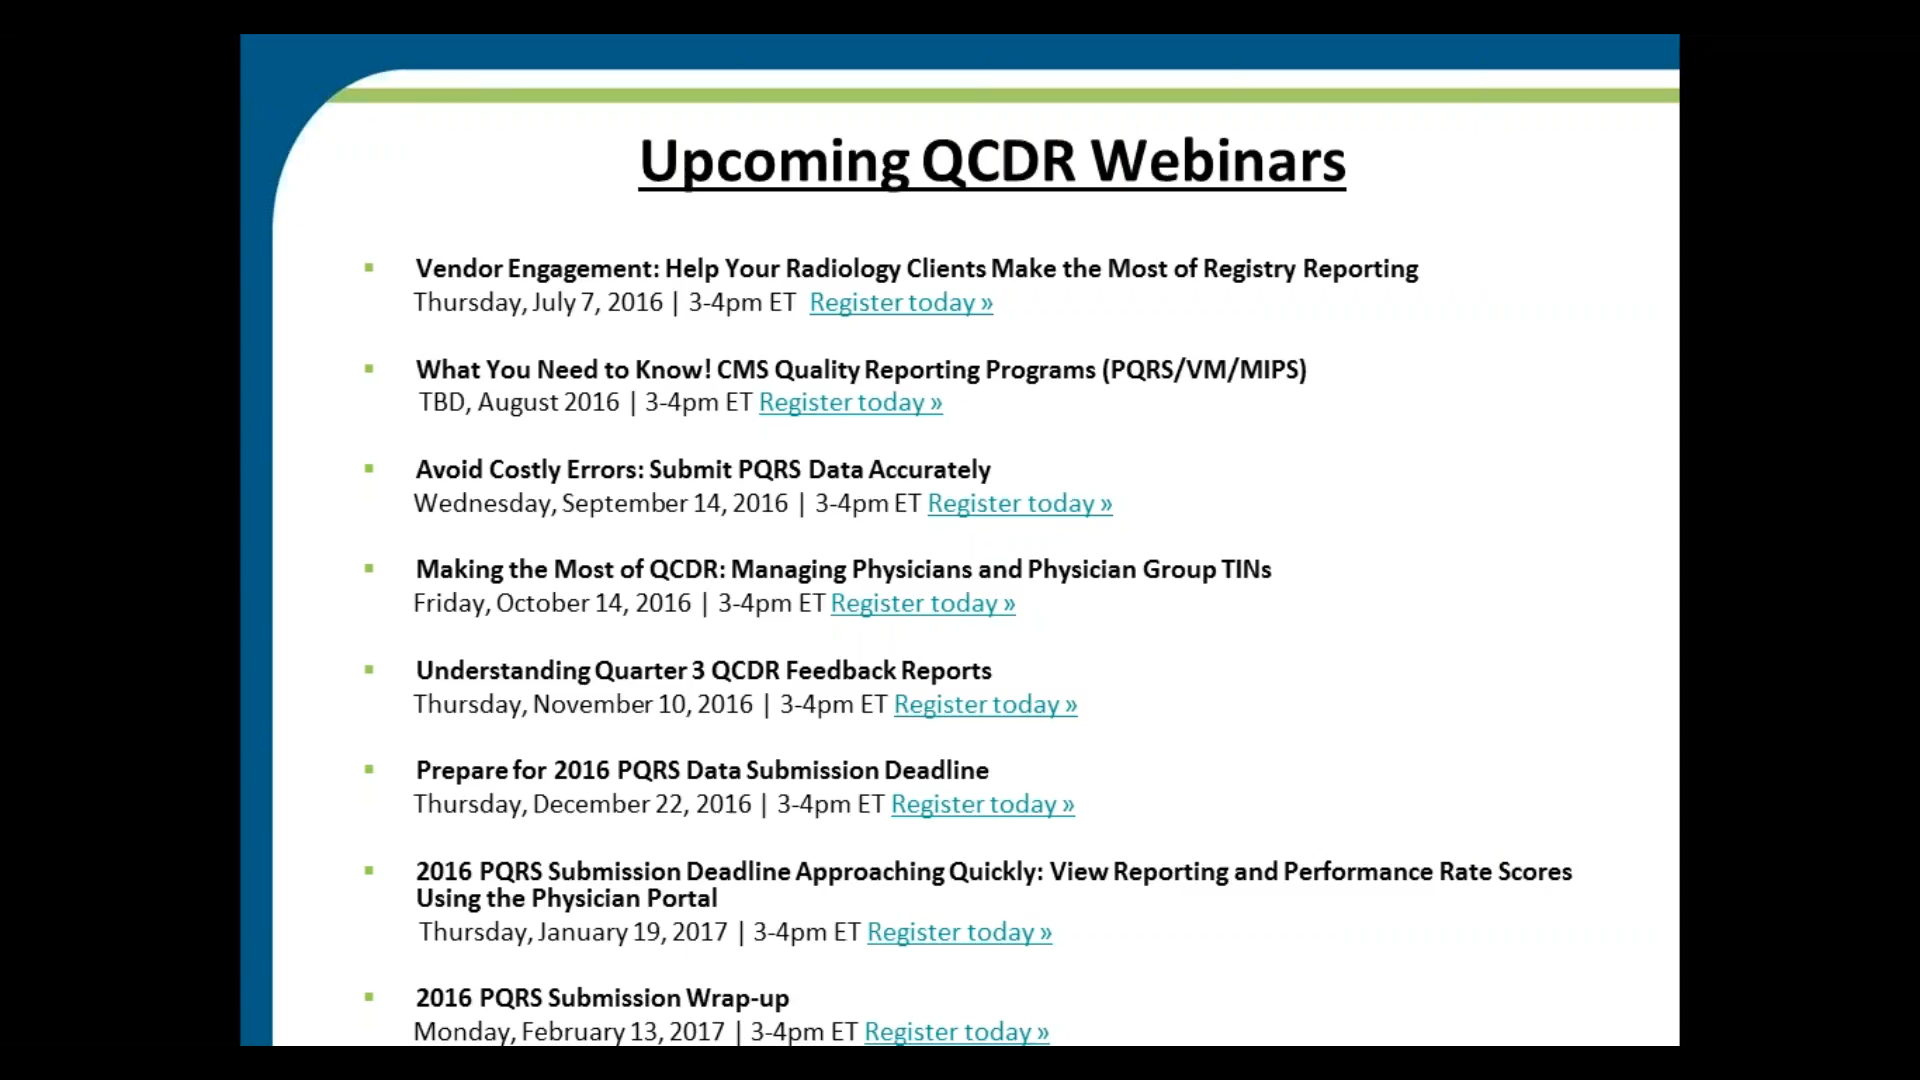 Upcoming QCDR Webinars
Vendor Engagement: Help Your Radiology Clients Make the Most of Registry Reporting
Thursday, July 7, 2016 | 3-4pm ET Register today »
What You Need to Know! CMS Quality Reporting Programs (PQRS/VM/MIPS)
TBD, August 2016 | 3-4pm ET Register today »
Avoid Costly Errors: Submit PQRS Data Accurately
Wednesday, September 14, 2016 | 3-4pm ET Register today »
Making the Most of QCDR: Managing Physicians and Physician Group TINs
Friday, October 14, 2016 | 3-4pm ET Register today »
Understanding Quarter 3 QCDR Feedback Reports
Thursday, November 10, 2016 | 3-4pm ET Register today »
Prepare for 2016 PQRS Data Submission Deadline
Thursday, December 22, 2016 | 3-4pm ET Register today »
2016 PQRS Submission Deadline Approaching Quickly: View Reporting and Performance Rate Scores
Using the Physician Portal
Thursday, January 19, 2017 | 3-4pm ET Register today »
2016 PQRS Submission Wrap-up
Monday, February 13, 2017 | 3-4pm ET Register today »